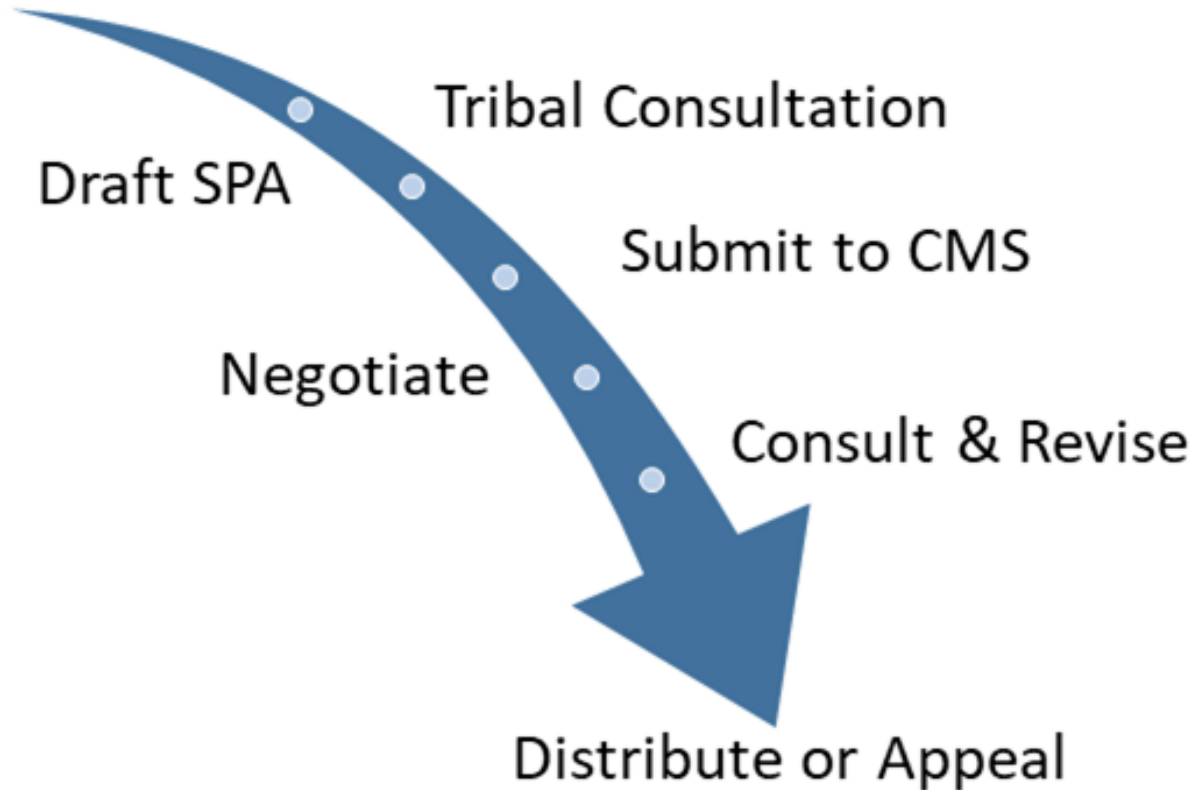 Tribal Consultation
Draft SPA
Submit to CMS
Negotiate
Consult & Revise
Distribute or Appeal